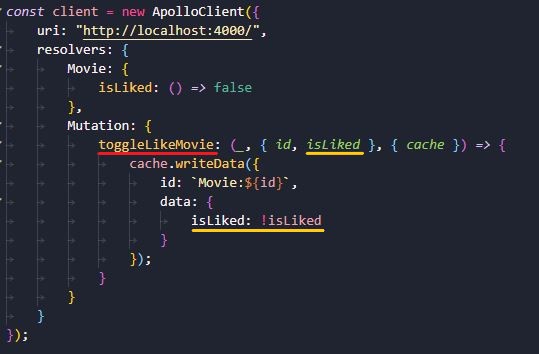 const client = new ApolloClient({
uri: "http://localhost:4000/",
resolvers: {
Movie: {
isLiked: () => false
},
Mutation: {
toggleLikeMovie: (_, { id, isLiked }, { cache }) => {
cache.writeData({
id: `Movie:${id}`,
data: {
isLiked: !isLiked
}
});
}
}
}
});